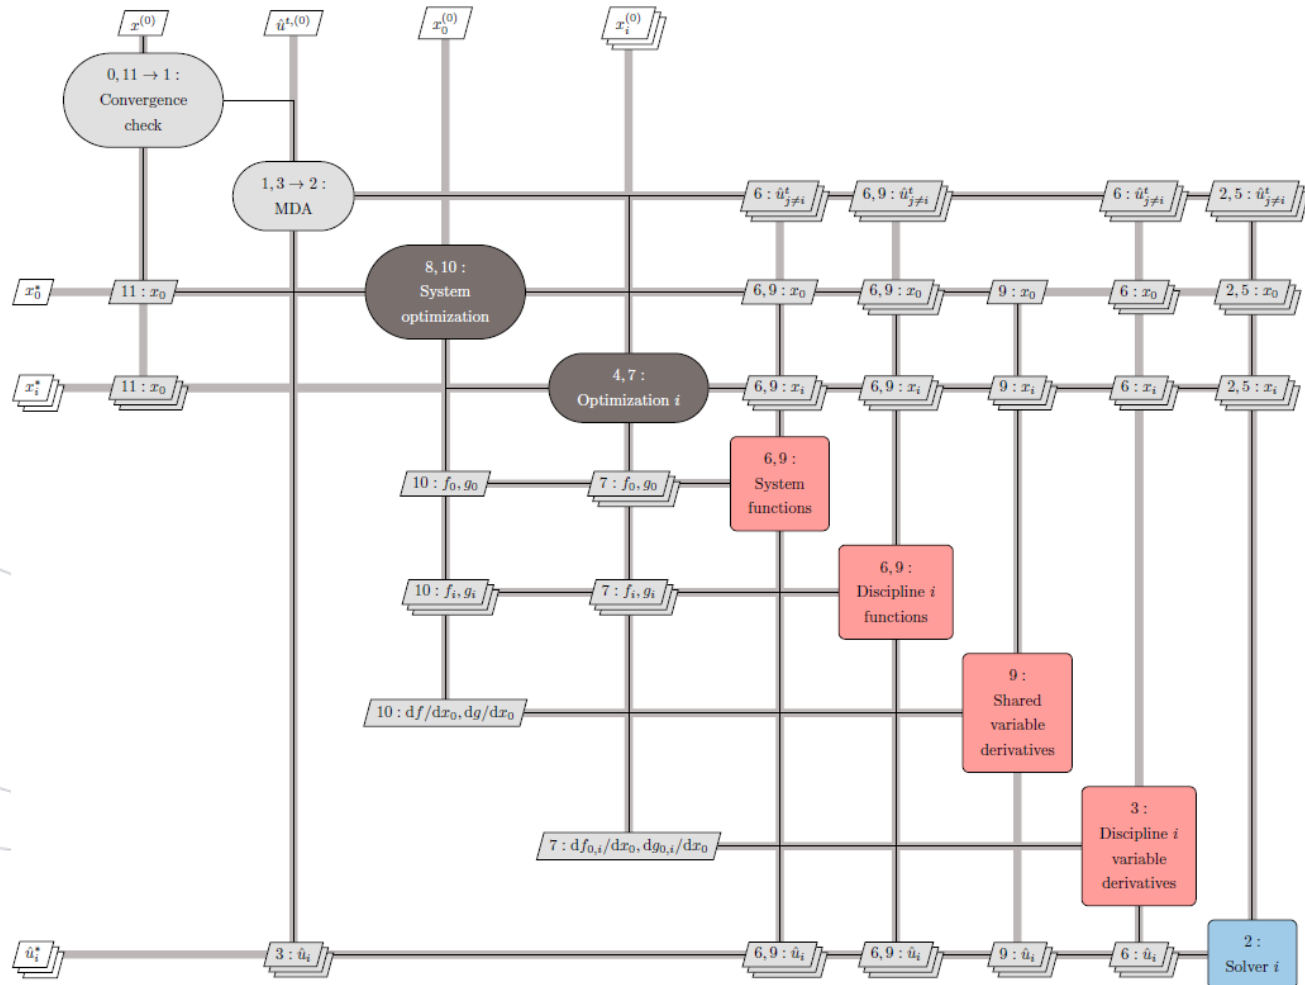 x^{(0)}
û^{t,(0)}
x_0^{(0)}
x_i^{(0)}
0, 11 → 1 :
Convergence
check
1, 3 → 2 :
MDA
6 : û^t_{j≠i}
6, 9 : û^t_{j≠i}
6 : û^t_{j≠i}
2, 5 : û^t_{j≠i}
x_0^*
11 : x_0
8, 10 :
System
optimization
6, 9 : x_0
6, 9 : x_0
9 : x_0
6 : x_0
2, 5 : x_0
x_i^*
11 : x_0
4, 7 :
Optimization i
6, 9 : x_i
6, 9 : x_i
9 : x_i
6 : x_i
2, 5 : x_i
10 : f_0, g_0
7 : f_0, g_0
6, 9 :
System
functions
10 : f_i, g_i
7 : f_i, g_i
6, 9 :
Discipline i
functions
10 : df/dx_0, dg/dx_0
9 :
Shared
variable
derivatives
7 : df_{0,i}/dx_0, dg_{0,i}/dx_0
3 :
Discipline i
variable
derivatives
û_i^*
3 : û_i
6, 9 : û_i
6, 9 : û_i
9 : û_i
6 : û_i
2 :
Solver i